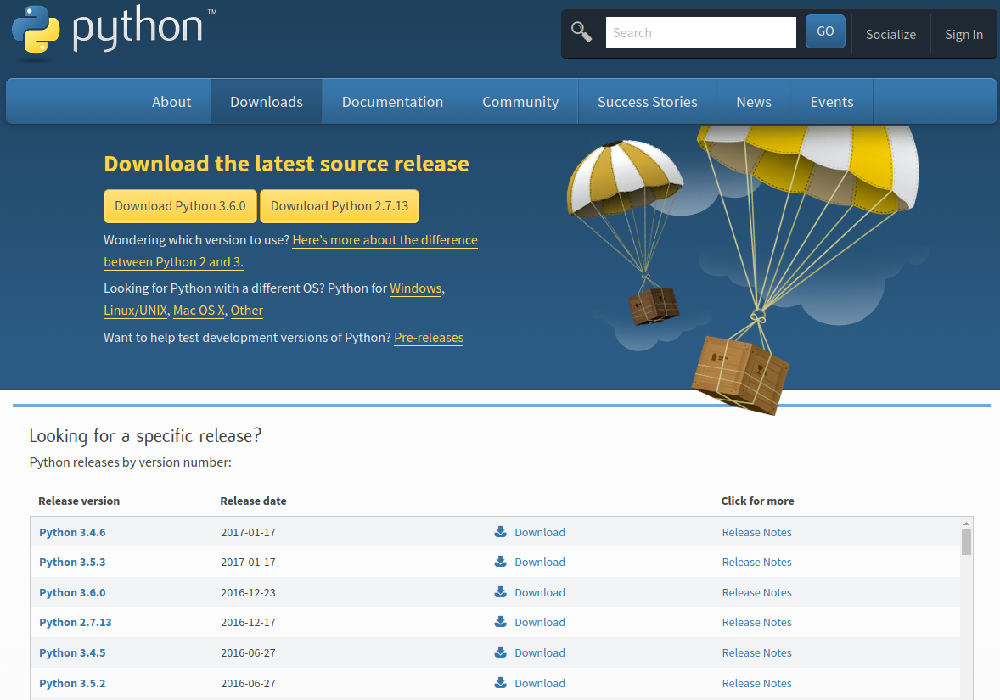 python™
Search
GO
Socialize
Sign In
About
Downloads
Documentation
Community
Success Stories
News
Events
Download the latest source release
Download Python 3.6.0
Download Python 2.7.13
Wondering which version to use? Here’s more about the difference
between Python 2 and 3.
Looking for Python with a different OS? Python for Windows,
Linux/UNIX, Mac OS X, Other
Want to help test development versions of Python? Pre-releases
Looking for a specific release?
Python releases by version number:
Release version Release date Click for more
Python 3.4.6 2017-01-17 Download Release Notes
Python 3.5.3 2017-01-17 Download Release Notes
Python 3.6.0 2016-12-23 Download Release Notes
Python 2.7.13 2016-12-17 Download Release Notes
Python 3.4.5 2016-06-27 Download Release Notes
Python 3.5.2 2016-06-27 Download Release Notes